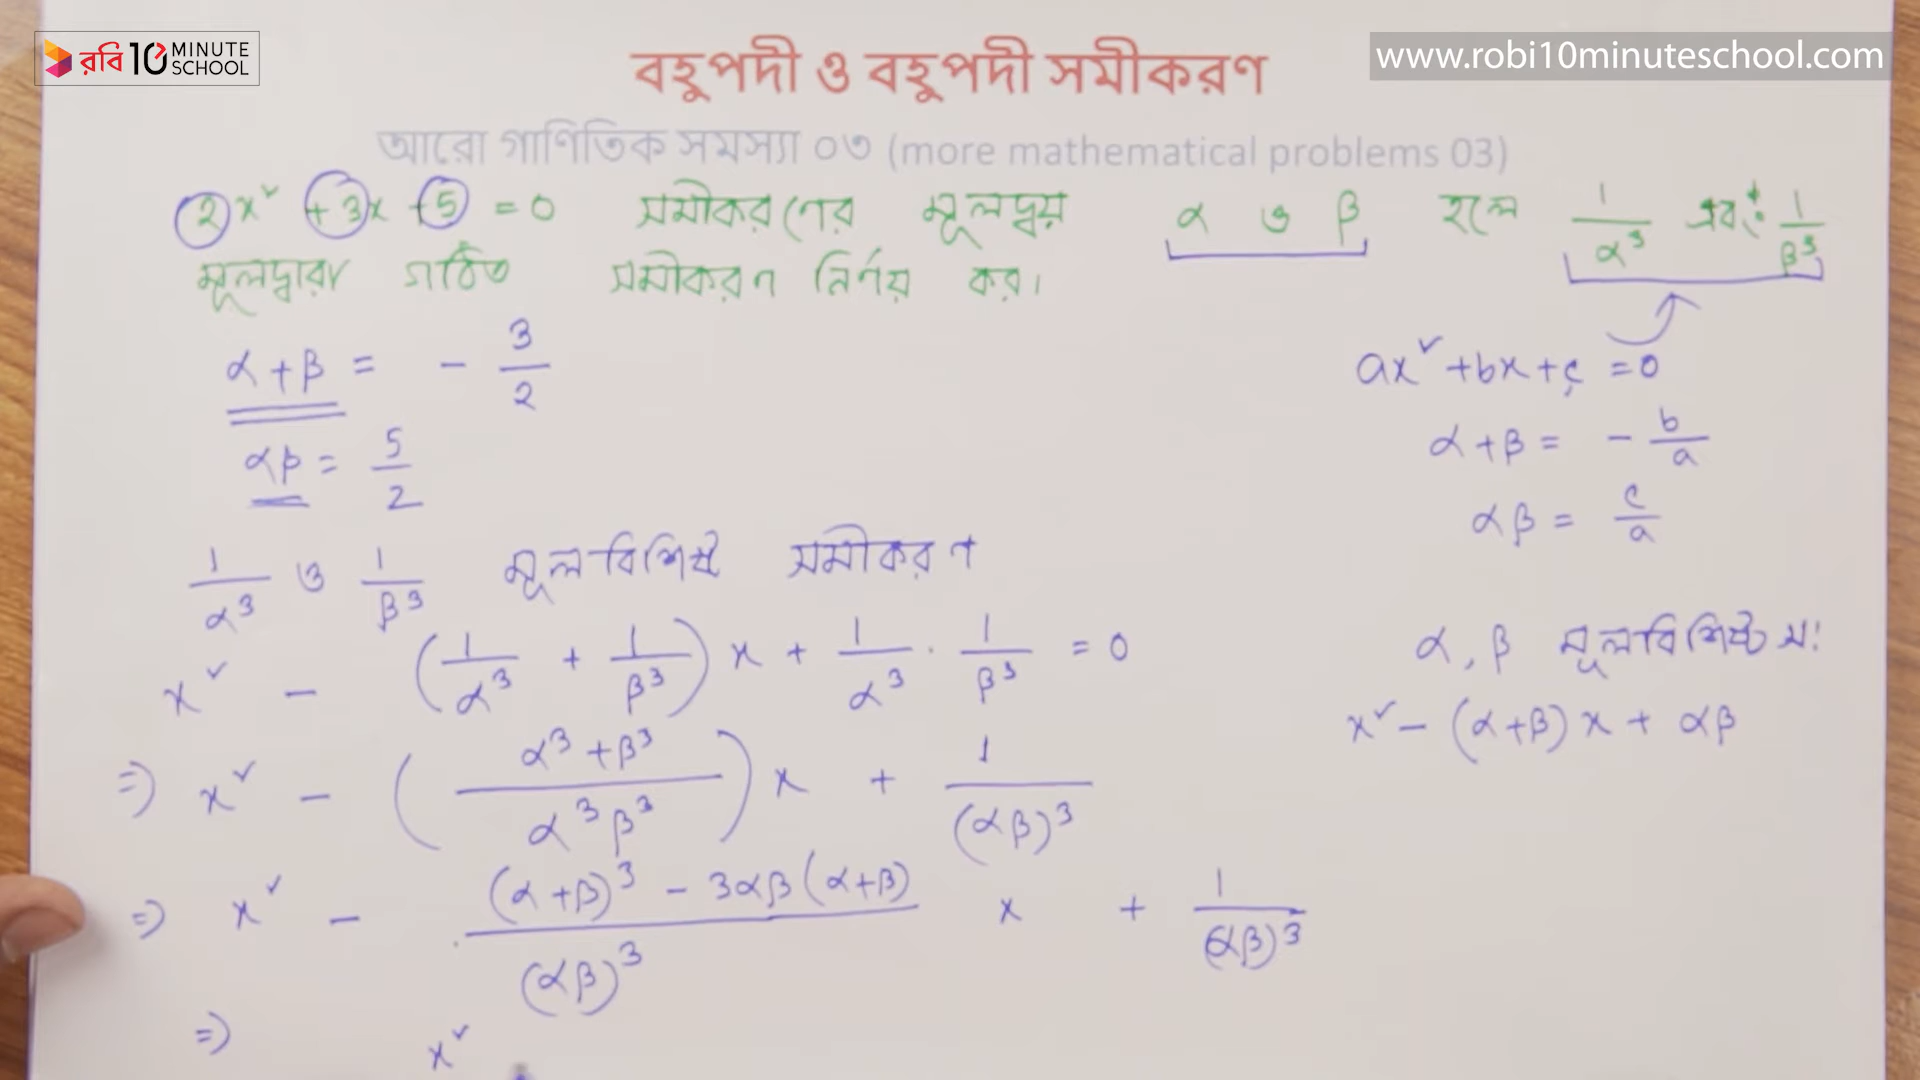 রবি 10 MINUTE SCHOOL
www.robi10minuteschool.com
বহুপদী ও বহুপদী সমীকরণ
আরো গাণিতিক সমস্যা ০৩ (more mathematical problems 03)
2x² +3x +5 = 0 সমীকরণের মূলদ্বয় α ও β হলে 1/α³ এবং 1/β³
মূলদ্বারা গঠিত সমীকরণ নির্ণয় কর।
α+β = - 3/2
αβ = 5/2
ax² +bx+c = 0
α+β = - b/a
αβ = c/a
1/α³ ও 1/β³ মূলবিশিষ্ট সমীকরণ
x² - (1/α³ + 1/β³) x + 1/α³ · 1/β³ = 0
α, β মূলবিশিষ্ট স:
x² - (α+β) x + αβ
⇒ x² - (α³+β³ / α³β³) x + 1/(αβ)³
⇒ x² - (α+β)³ - 3αβ(α+β) / (αβ)³ x + 1/(αβ)³
⇒ x²